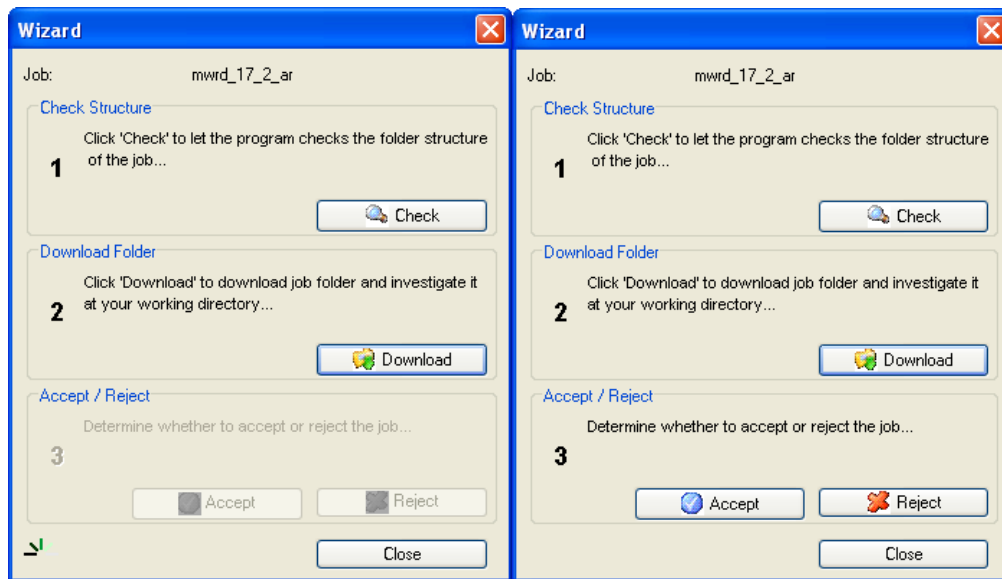 Wizard
Job: mwrd_17_2_ar
Check Structure
Click 'Check' to let the program checks the folder structure
1
of the job...
Check
Download Folder
Click 'Download' to download job folder and investigate it
2
at your working directory...
Download
Accept / Reject
Determine whether to accept or reject the job...
3
Accept Reject
Close
Wizard
Job: mwrd_17_2_ar
Check Structure
Click 'Check' to let the program checks the folder structure
1
of the job...
Check
Download Folder
Click 'Download' to download job folder and investigate it
2
at your working directory...
Download
Accept / Reject
Determine whether to accept or reject the job...
3
Accept Reject
Close